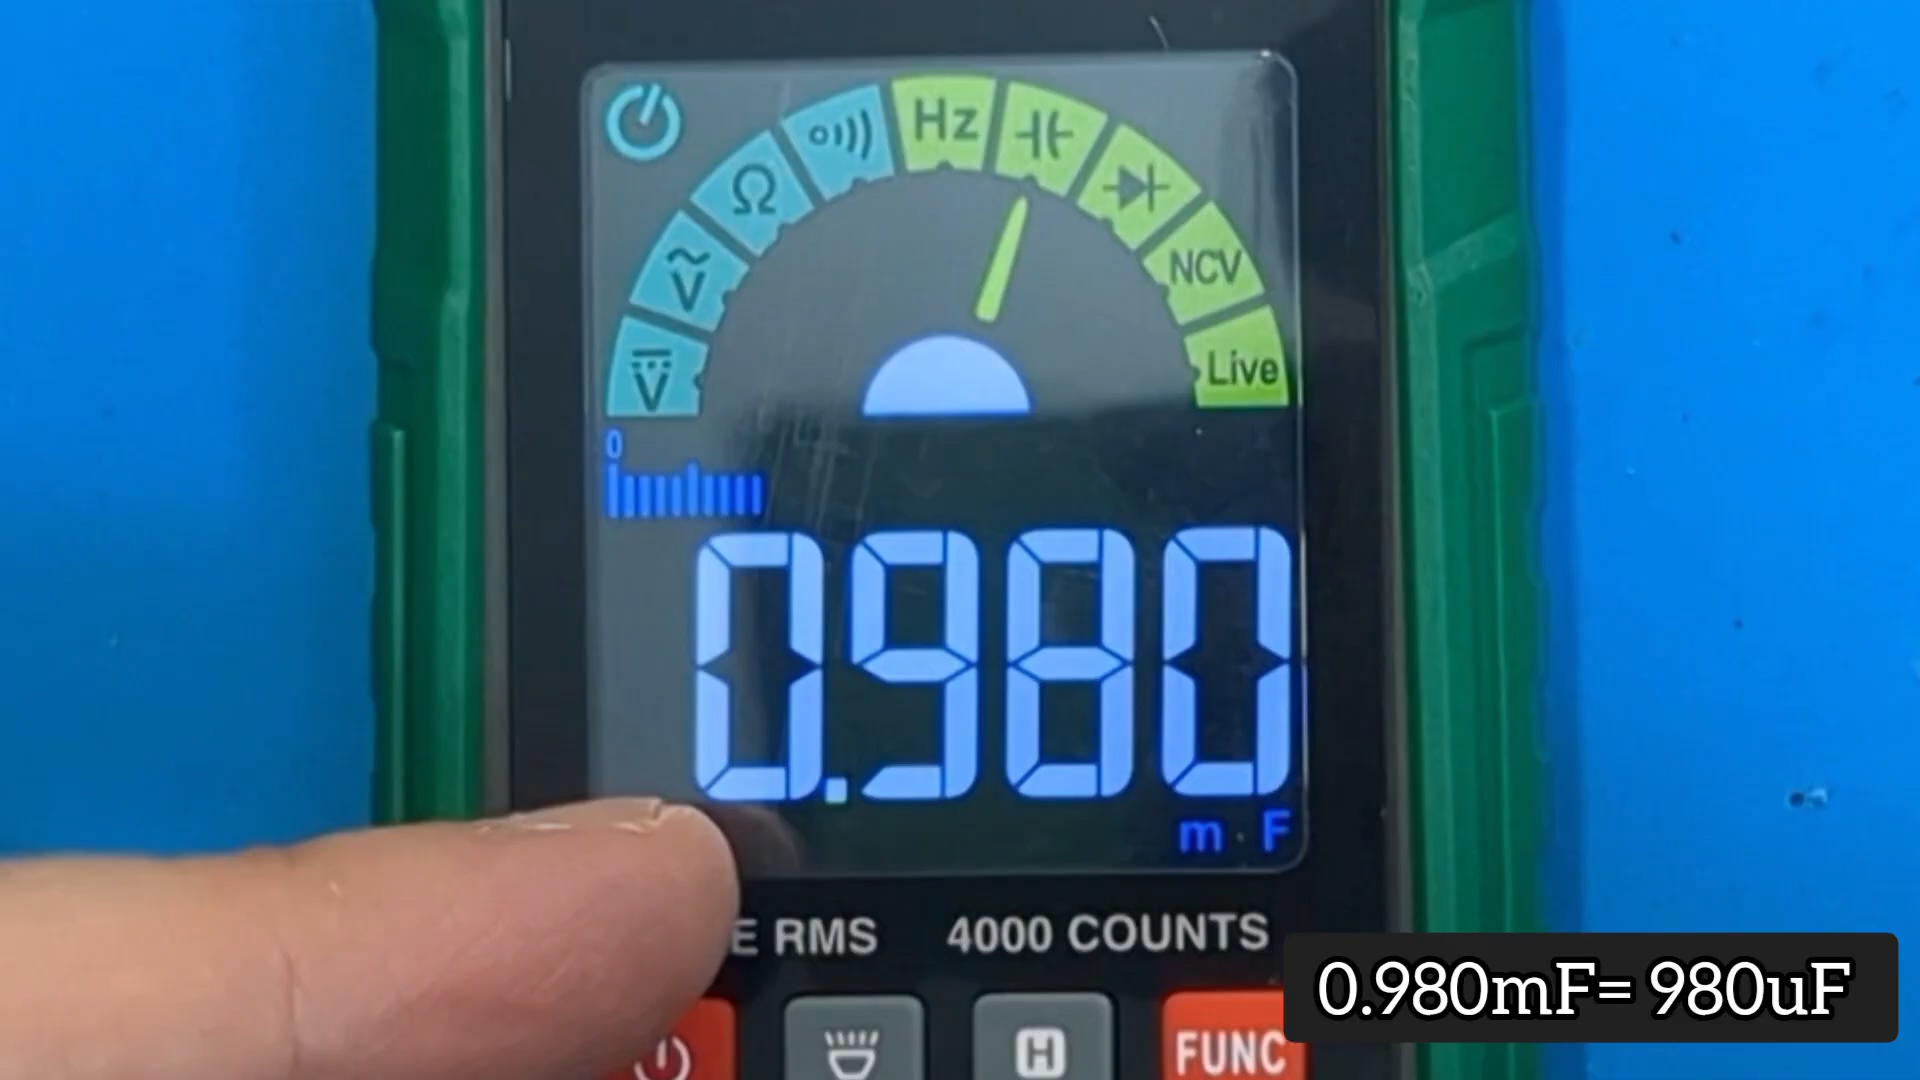 Hz
Ω
Ṽ
NCV
V
Live
0
0.980
m F
E RMS 4000 COUNTS
H FUNC
0.980mF= 980uF